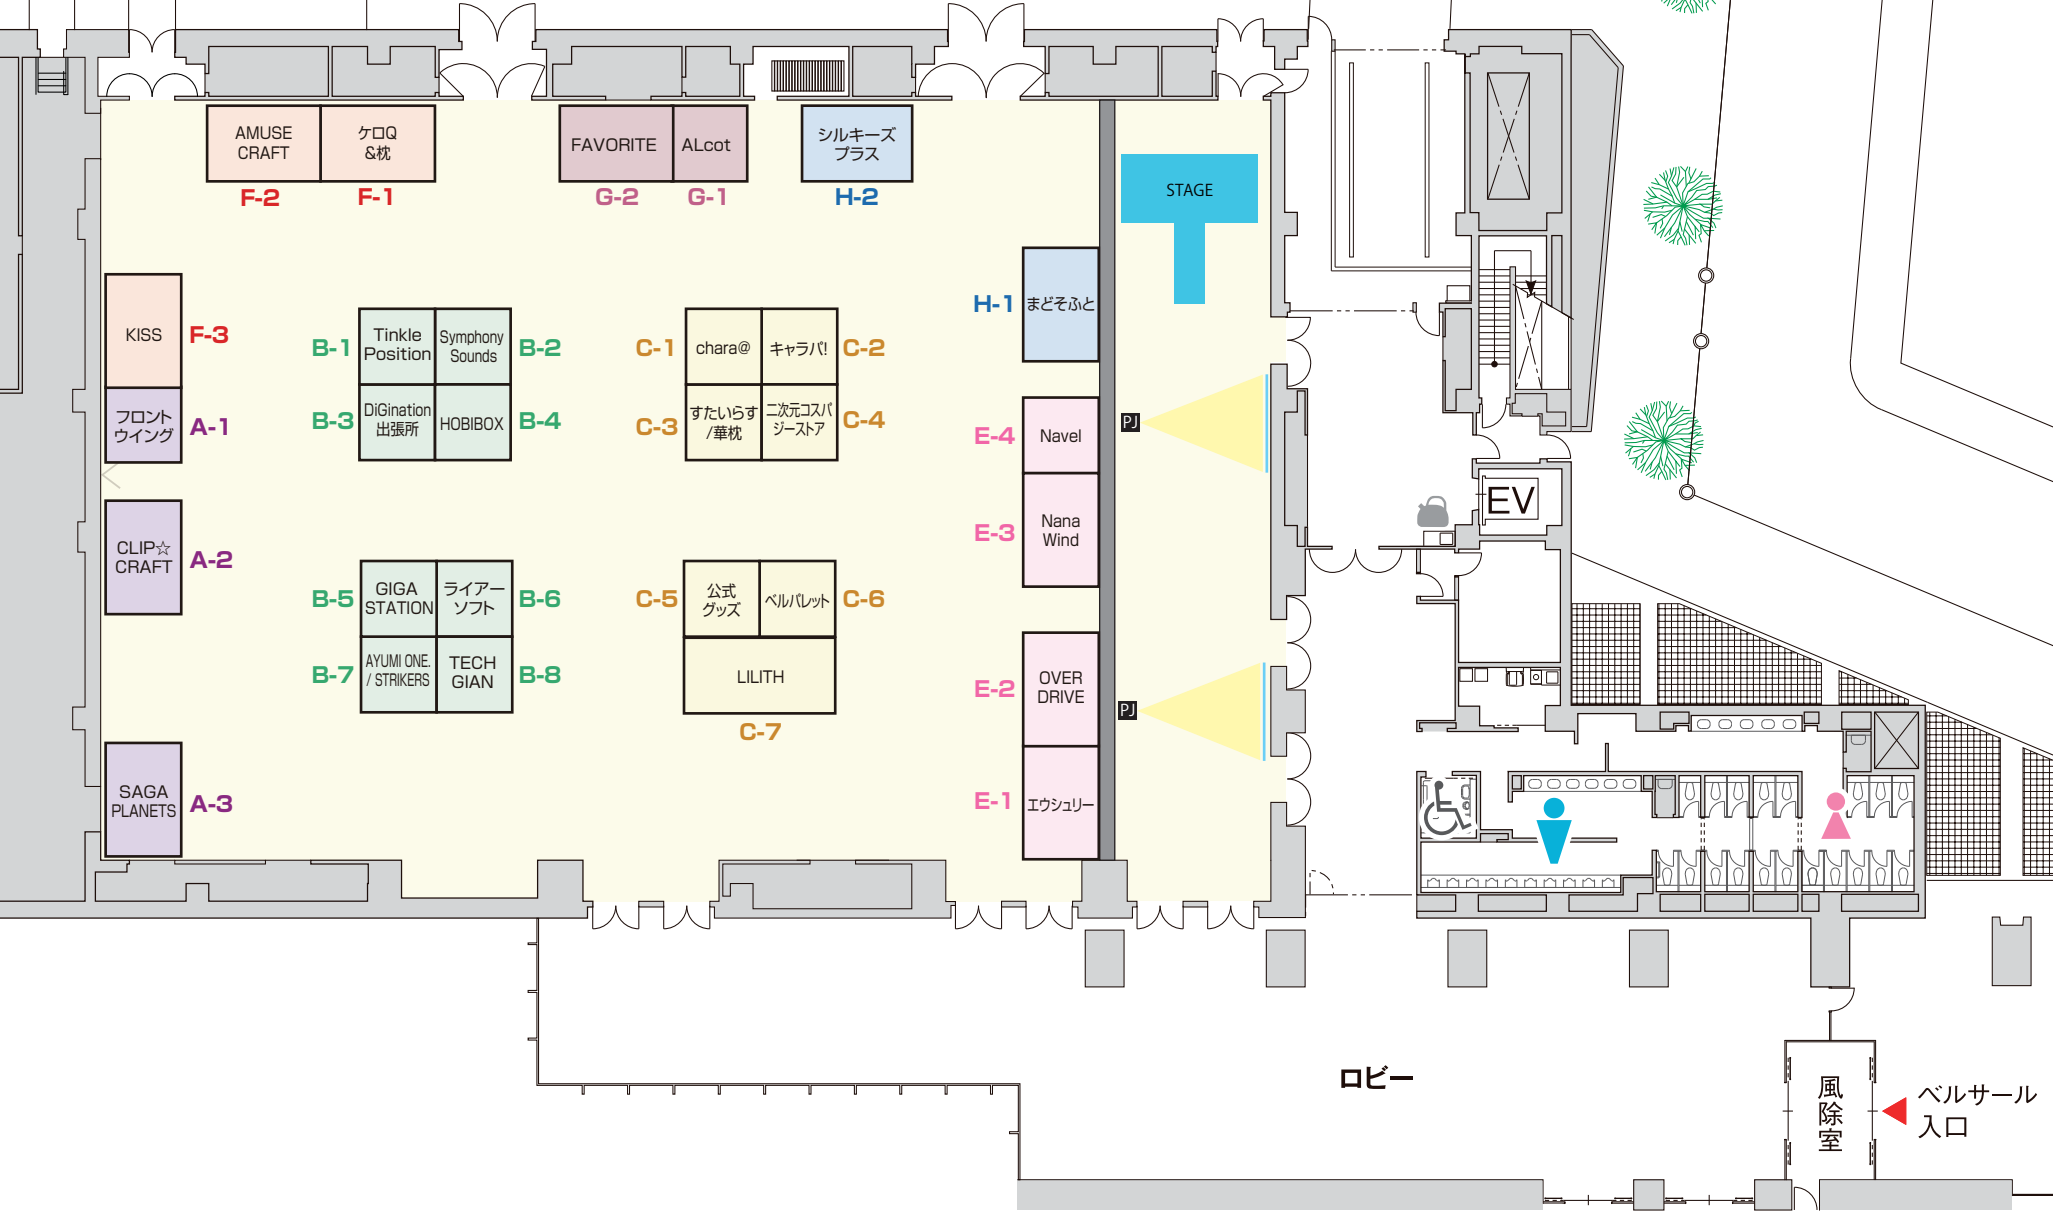 AMUSE
CRAFT
F-2
ケロQ
&枕
F-1
FAVORITE
G-2
ALcot
G-1
シルキーズ
プラス
H-2
STAGE
KISS
F-3
フロント
ウイング
A-1
CLIP☆
CRAFT
A-2
SAGA
PLANETS
A-3
B-1
Tinkle
Position
Symphony
Sounds
B-2
B-3
DiGination
出張所
HOBIBOX
B-4
B-5
GIGA
STATION
ライアー
ソフト
B-6
B-7
AYUMI ONE.
/ STRIKERS
TECH
GIAN
B-8
C-1
chara@
キャラバ!
C-2
C-3
すたいらす
/華枕
二次元コスパ
ジーストア
C-4
C-5
公式
グッズ
ベルパレット
C-6
LILITH
C-7
H-1
まどそふと
E-4
Navel
E-3
Nana
Wind
E-2
OVER
DRIVE
E-1
エウシュリー
PJ
PJ
EV
ロビー
風除室
ベルサール
入口